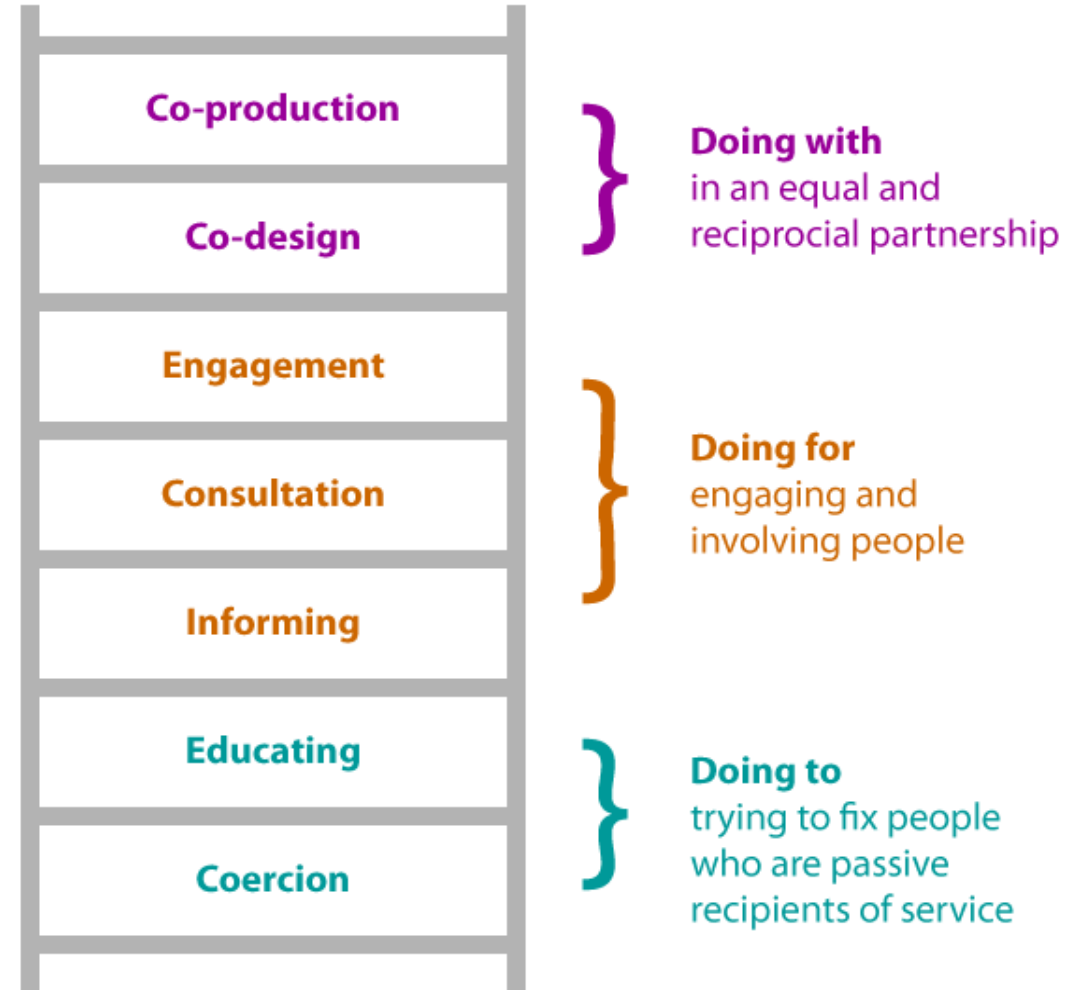 Co-production
Co-design
Engagement
Consultation
Informing
Educating
Coercion
Doing with
in an equal and
reciprocial partnership
Doing for
engaging and
involving people
Doing to
trying to fix people
who are passive
recipients of service